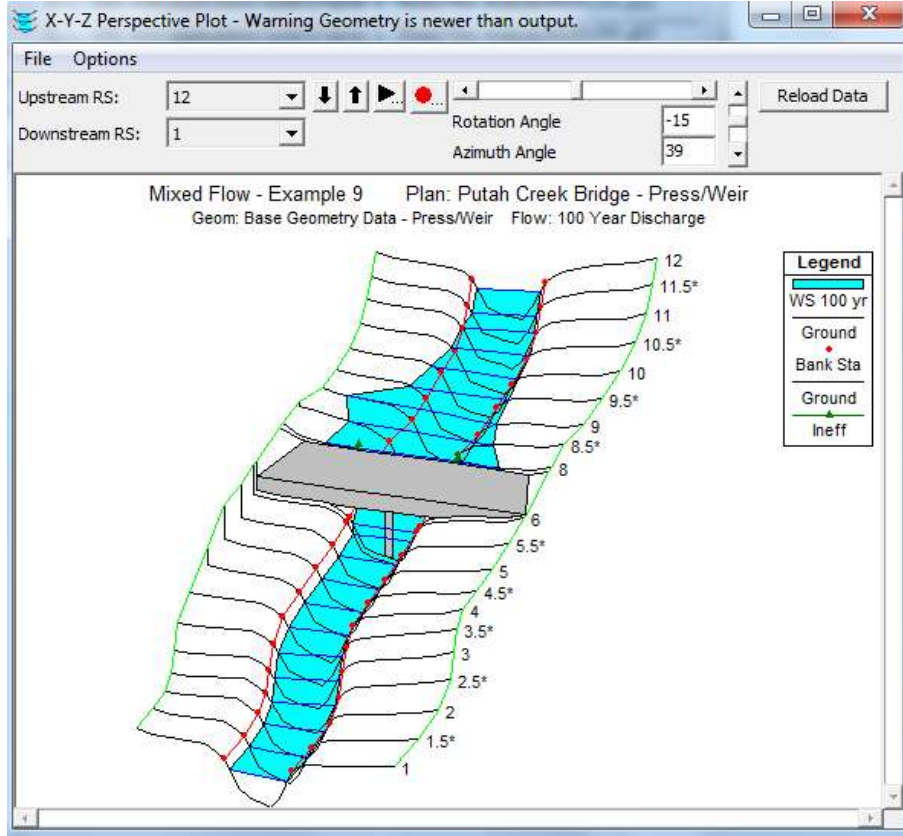 X-Y-Z Perspective Plot - Warning Geometry is newer than output.
File Options
Upstream RS: 12
Downstream RS: 1
Rotation Angle -15
Azimuth Angle 39
Reload Data
Mixed Flow - Example 9 Plan: Putah Creek Bridge - Press/Weir
Geom: Base Geometry Data - Press/Weir Flow: 100 Year Discharge
Legend
WS 100 yr
Ground
Bank Sta
Ground
Ineff
12
11.5*
11
10.5*
10
9.5*
9
8.5*
8
6
5.5*
5
4.5*
4
3.5*
3
2.5*
2
1.5*
1